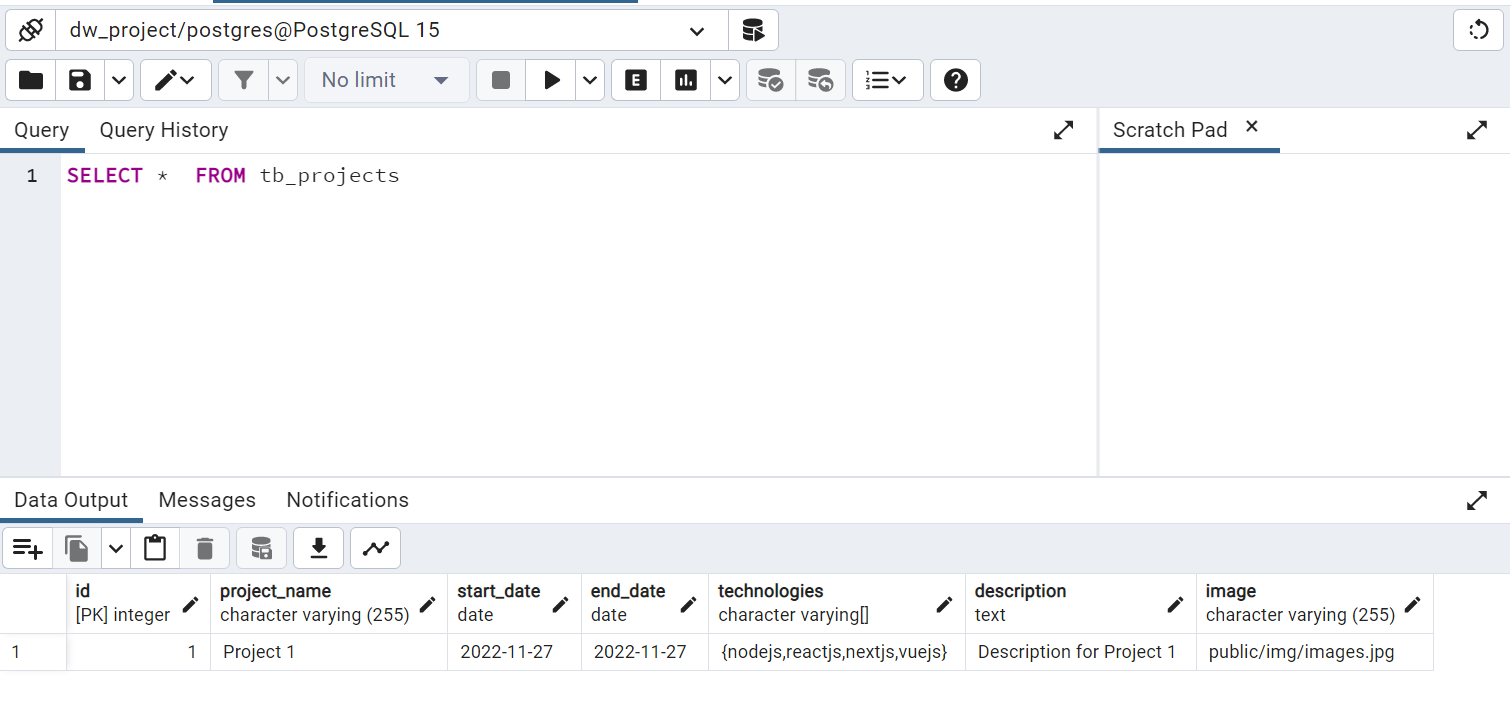 dw_project/postgres@PostgreSQL 15
No limit
E
Query Query History
Scratch Pad
1 SELECT * FROM tb_projects
Data Output Messages Notifications
id project_name start_date end_date technologies description image
[PK] integer character varying (255) date date character varying[] text character varying (255)
1 1 Project 1 2022-11-27 2022-11-27 {nodejs,reactjs,nextjs,vuejs} Description for Project 1 public/img/images.jpg